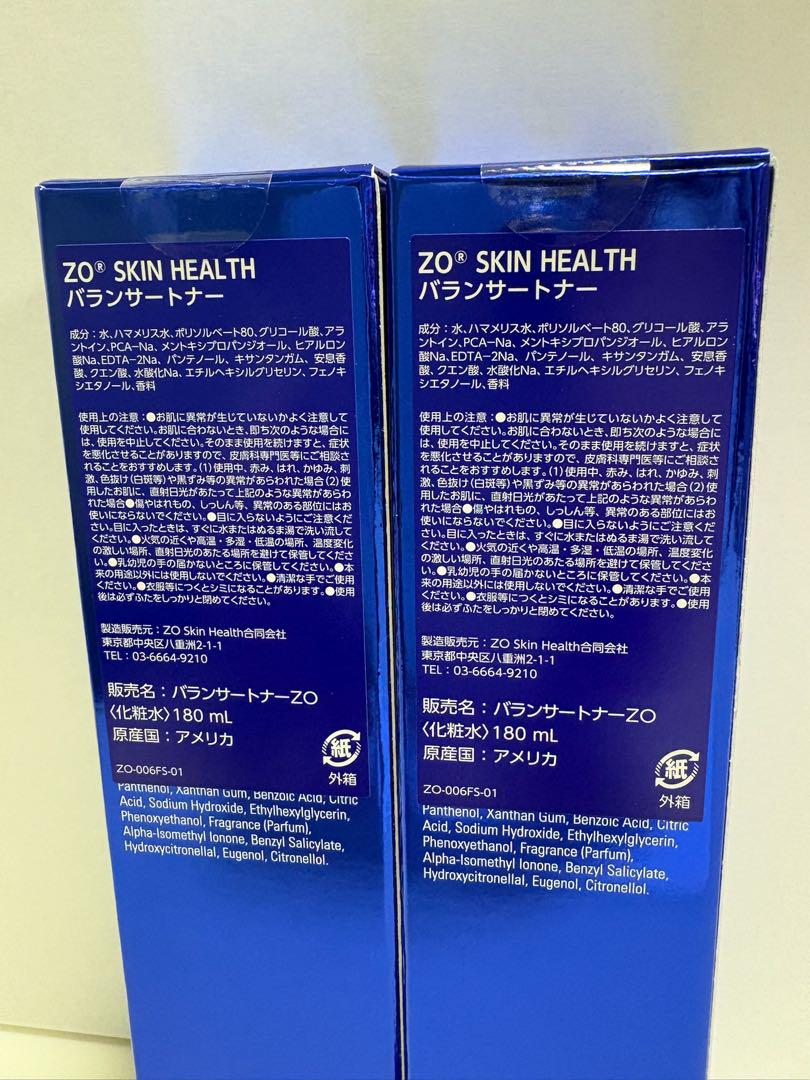 ZO® SKIN HEALTH
バランサートナー
成分：水、ハマメリス水、ポリソルベート80、グリコール酸、アラ
ントイン、PCA-Na、メントキシプロパンジオール、ヒアルロン
酸Na、EDTA-2Na、パンテノール、キサンタンガム、安息香
酸、クエン酸、水酸化Na、エチルヘキシルグリセリン、フェノキ
シエタノール、香料
使用上の注意：●お肌に異常が生じていないかよく注意して
使用してください。お肌に合わないとき、即ち次のような場合に
は、使用を中止してください。そのまま使用を続けますと、症状
を悪化させることがありますので、皮膚科専門医等にご相談さ
れることをおすすめします。(1)使用中、赤み、はれ、かゆみ、刺
激、色抜け(白斑等)や黒ずみ等の異常があらわれた場合(2)使
用したお肌に、直射日光があたって上記のような異常があらわ
れた場合●傷やはれもの、しっしん等、異常のある部位にはお
使いにならないでください。●目に入らないようにご注意くださ
い。目に入ったときは、すぐに水またはぬるま湯で洗い流して
ください。●火気の近くや高温・多湿・低温の場所、温度変化
の激しい場所、直射日光のあたる場所を避けて保管してくださ
い。●乳幼児の手の届かないところに保管してください。●本
来の用途以外には使用しないでください。●清潔な手でご使用
ください。●衣服等につくとシミになることがあります。●使用
後は必ずふたをしっかりと閉めてください。
製造販売元：ZO Skin Health合同会社
東京都中央区八重洲2-1-1
TEL：03-6664-9210
販売名：バランサートナーZO
〈化粧水〉180 mL
原産国：アメリカ
紙
外箱
ZO-006FS-01
Panthenol, Xanthan Gum, Benzoic Acid, Citric
Acid, Sodium Hydroxide, Ethylhexylglycerin,
Phenoxyethanol, Fragrance (Parfum),
Alpha-Isomethyl Ionone, Benzyl Salicylate,
Hydroxycitronellal, Eugenol, Citronellol.
ZO® SKIN HEALTH
バランサートナー
成分：水、ハマメリス水、ポリソルベート80、グリコール酸、アラ
ントイン、PCA-Na、メントキシプロパンジオール、ヒアルロン
酸Na、EDTA-2Na、パンテノール、キサンタンガム、安息香
酸、クエン酸、水酸化Na、エチルヘキシルグリセリン、フェノキ
シエタノール、香料
使用上の注意：●お肌に異常が生じていないかよく注意して
使用してください。お肌に合わないとき、即ち次のような場合に
は、使用を中止してください。そのまま使用を続けますと、症状
を悪化させることがありますので、皮膚科専門医等にご相談さ
れることをおすすめします。(1)使用中、赤み、はれ、かゆみ、刺
激、色抜け(白斑等)や黒ずみ等の異常があらわれた場合(2)使
用したお肌に、直射日光があたって上記のような異常があらわ
れた場合●傷やはれもの、しっしん等、異常のある部位にはお
使いにならないでください。●目に入らないようにご注意くださ
い。目に入ったときは、すぐに水またはぬるま湯で洗い流して
ください。●火気の近くや高温・多湿・低温の場所、温度変化
の激しい場所、直射日光のあたる場所を避けて保管してくださ
い。●乳幼児の手の届かないところに保管してください。●本
来の用途以外には使用しないでください。●清潔な手でご使用
ください。●衣服等につくとシミになることがあります。●使用
後は必ずふたをしっかりと閉めてください。
製造販売元：ZO Skin Health合同会社
東京都中央区八重洲2-1-1
TEL：03-6664-9210
販売名：バランサートナーZO
〈化粧水〉180 mL
原産国：アメリカ
紙
外箱
ZO-006FS-01
Panthenol, Xanthan Gum, Benzoic Acid, Citric
Acid, Sodium Hydroxide, Ethylhexylglycerin,
Phenoxyethanol, Fragrance (Parfum),
Alpha-Isomethyl Ionone, Benzyl Salicylate,
Hydroxycitronellal, Eugenol, Citronellol.